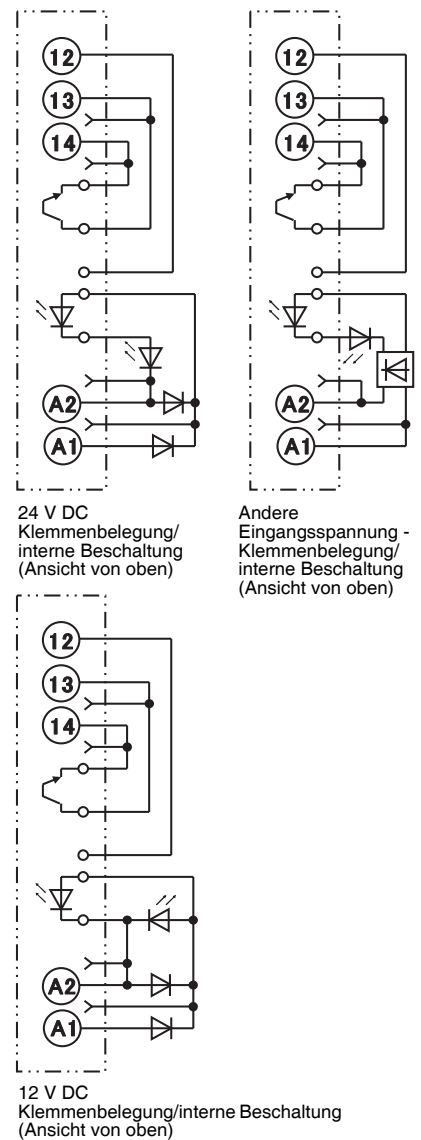 12
13
14
A2
A1
24 V DC
Klemmenbelegung/
interne Beschaltung
(Ansicht von oben)
12
13
14
A2
A1
Andere
Eingangsspannung -
Klemmenbelegung/
interne Beschaltung
(Ansicht von oben)
12
13
14
A2
A1
12 V DC
Klemmenbelegung/interne Beschaltung
(Ansicht von oben)